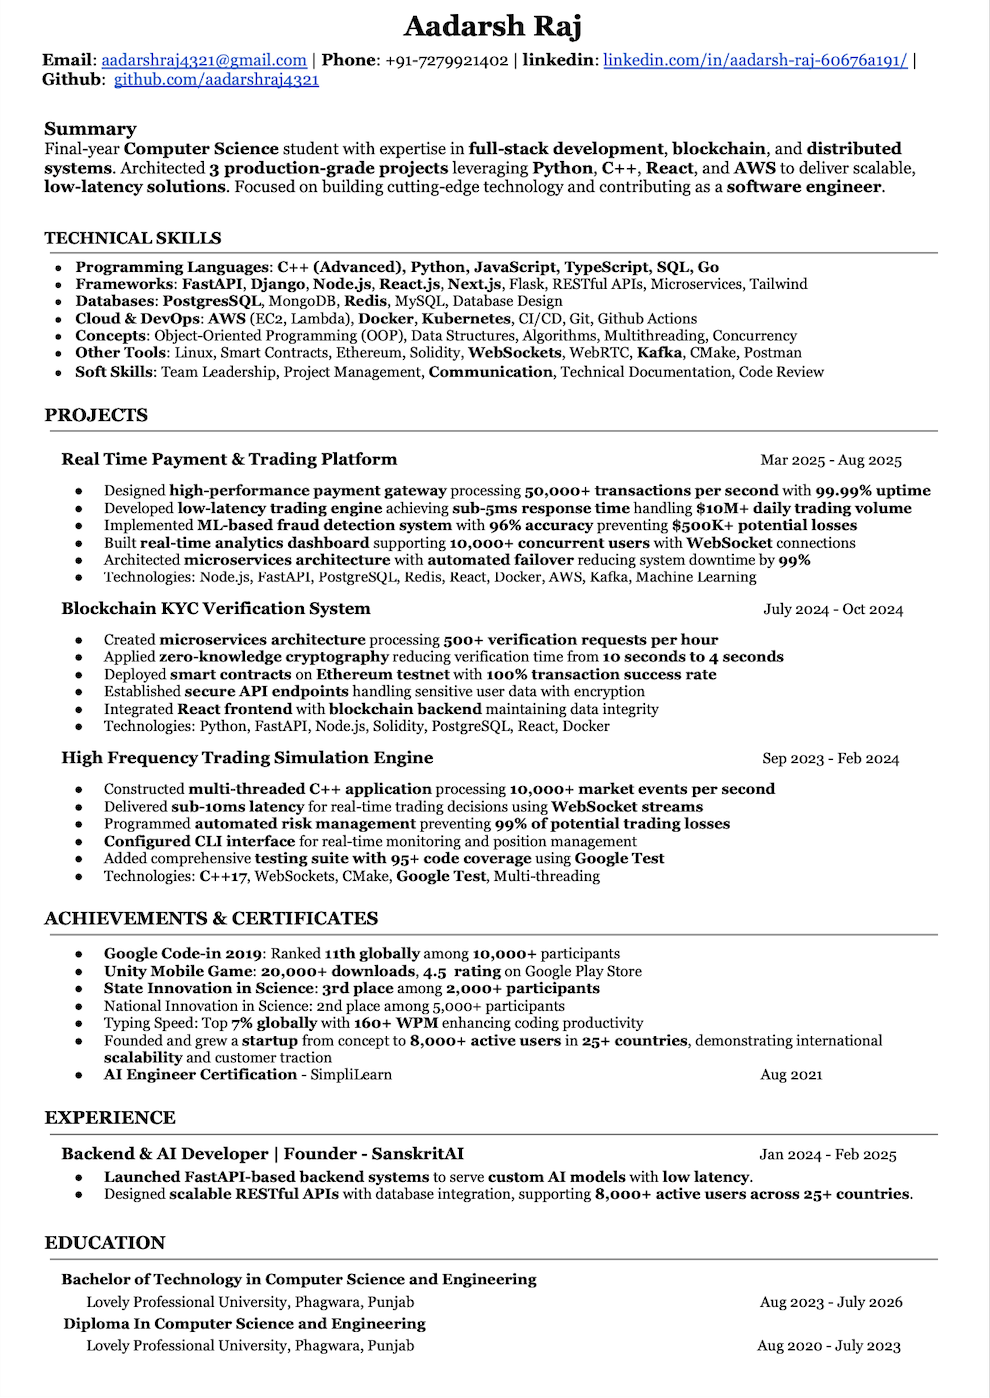 Aadarsh Raj
Email: aadarshraj4321@gmail.com | Phone: +91-7279921402 | linkedin: linkedin.com/in/aadarsh-raj-60676a191/ |
Github: github.com/aadarshraj4321
Summary
Final-year Computer Science student with expertise in full-stack development, blockchain, and distributed
systems. Architected 3 production-grade projects leveraging Python, C++, React, and AWS to deliver scalable,
low-latency solutions. Focused on building cutting-edge technology and contributing as a software engineer.
TECHNICAL SKILLS
● Programming Languages: C++ (Advanced), Python, JavaScript, TypeScript, SQL, Go
● Frameworks: FastAPI, Django, Node.js, React.js, Next.js, Flask, RESTful APIs, Microservices, Tailwind
● Databases: PostgresSQL, MongoDB, Redis, MySQL, Database Design
● Cloud & DevOps: AWS (EC2, Lambda), Docker, Kubernetes, CI/CD, Git, Github Actions
● Concepts: Object-Oriented Programming (OOP), Data Structures, Algorithms, Multithreading, Concurrency
● Other Tools: Linux, Smart Contracts, Ethereum, Solidity, WebSockets, WebRTC, Kafka, CMake, Postman
● Soft Skills: Team Leadership, Project Management, Communication, Technical Documentation, Code Review
PROJECTS
Real Time Payment & Trading Platform Mar 2025 - Aug 2025
● Designed high-performance payment gateway processing 50,000+ transactions per second with 99.99% uptime
● Developed low-latency trading engine achieving sub-5ms response time handling $10M+ daily trading volume
● Implemented ML-based fraud detection system with 96% accuracy preventing $500K+ potential losses
● Built real-time analytics dashboard supporting 10,000+ concurrent users with WebSocket connections
● Architected microservices architecture with automated failover reducing system downtime by 99%
● Technologies: Node.js, FastAPI, PostgreSQL, Redis, React, Docker, AWS, Kafka, Machine Learning
Blockchain KYC Verification System July 2024 - Oct 2024
● Created microservices architecture processing 500+ verification requests per hour
● Applied zero-knowledge cryptography reducing verification time from 10 seconds to 4 seconds
● Deployed smart contracts on Ethereum testnet with 100% transaction success rate
● Established secure API endpoints handling sensitive user data with encryption
● Integrated React frontend with blockchain backend maintaining data integrity
● Technologies: Python, FastAPI, Node.js, Solidity, PostgreSQL, React, Docker
High Frequency Trading Simulation Engine Sep 2023 - Feb 2024
● Constructed multi-threaded C++ application processing 10,000+ market events per second
● Delivered sub-10ms latency for real-time trading decisions using WebSocket streams
● Programmed automated risk management preventing 99% of potential trading losses
● Configured CLI interface for real-time monitoring and position management
● Added comprehensive testing suite with 95+ code coverage using Google Test
● Technologies: C++17, WebSockets, CMake, Google Test, Multi-threading
ACHIEVEMENTS & CERTIFICATES
● Google Code-in 2019: Ranked 11th globally among 10,000+ participants
● Unity Mobile Game: 20,000+ downloads, 4.5 rating on Google Play Store
● State Innovation in Science: 3rd place among 2,000+ participants
● National Innovation in Science: 2nd place among 5,000+ participants
● Typing Speed: Top 7% globally with 160+ WPM enhancing coding productivity
● Founded and grew a startup from concept to 8,000+ active users in 25+ countries, demonstrating international
scalability and customer traction
● AI Engineer Certification - SimpliLearn Aug 2021
EXPERIENCE
Backend & AI Developer | Founder - SanskritAI Jan 2024 - Feb 2025
● Launched FastAPI-based backend systems to serve custom AI models with low latency.
● Designed scalable RESTful APIs with database integration, supporting 8,000+ active users across 25+ countries.
EDUCATION
Bachelor of Technology in Computer Science and Engineering
Lovely Professional University, Phagwara, Punjab Aug 2023 - July 2026
Diploma In Computer Science and Engineering
Lovely Professional University, Phagwara, Punjab Aug 2020 - July 2023